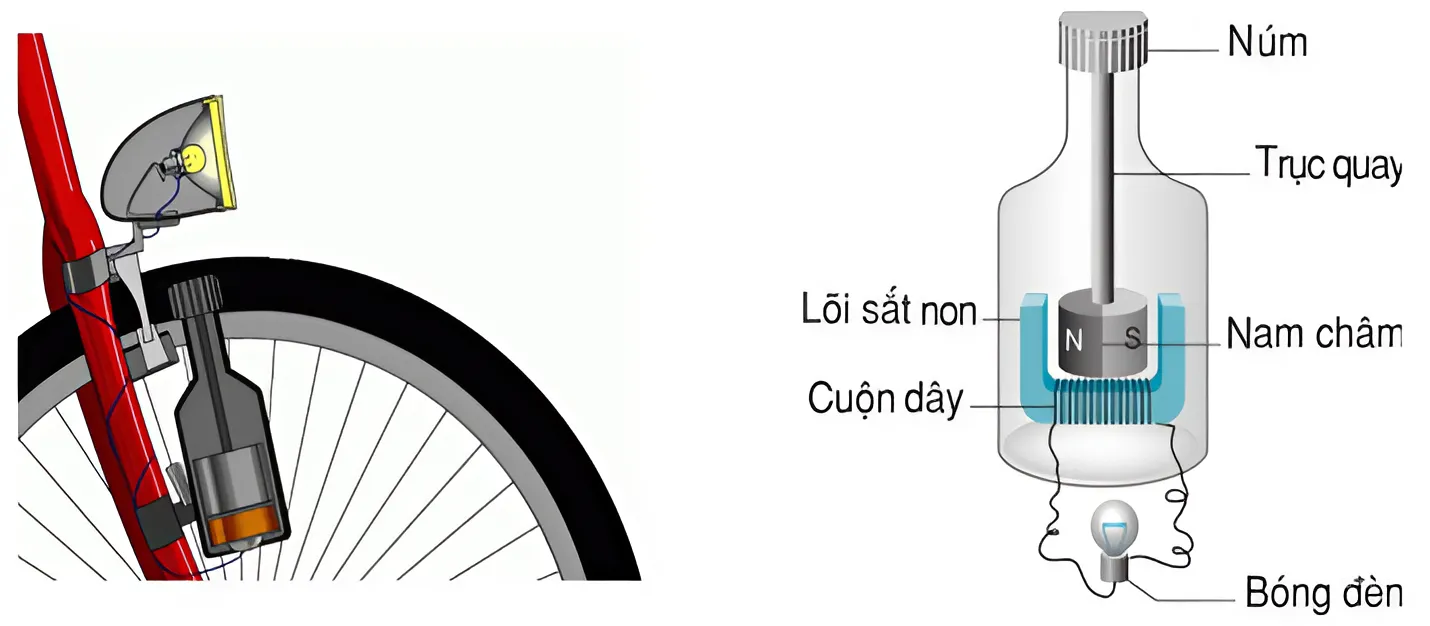 Núm
Trục quay
Lõi sắt non
N S
Nam châm
Cuộn dây
Bóng đèn